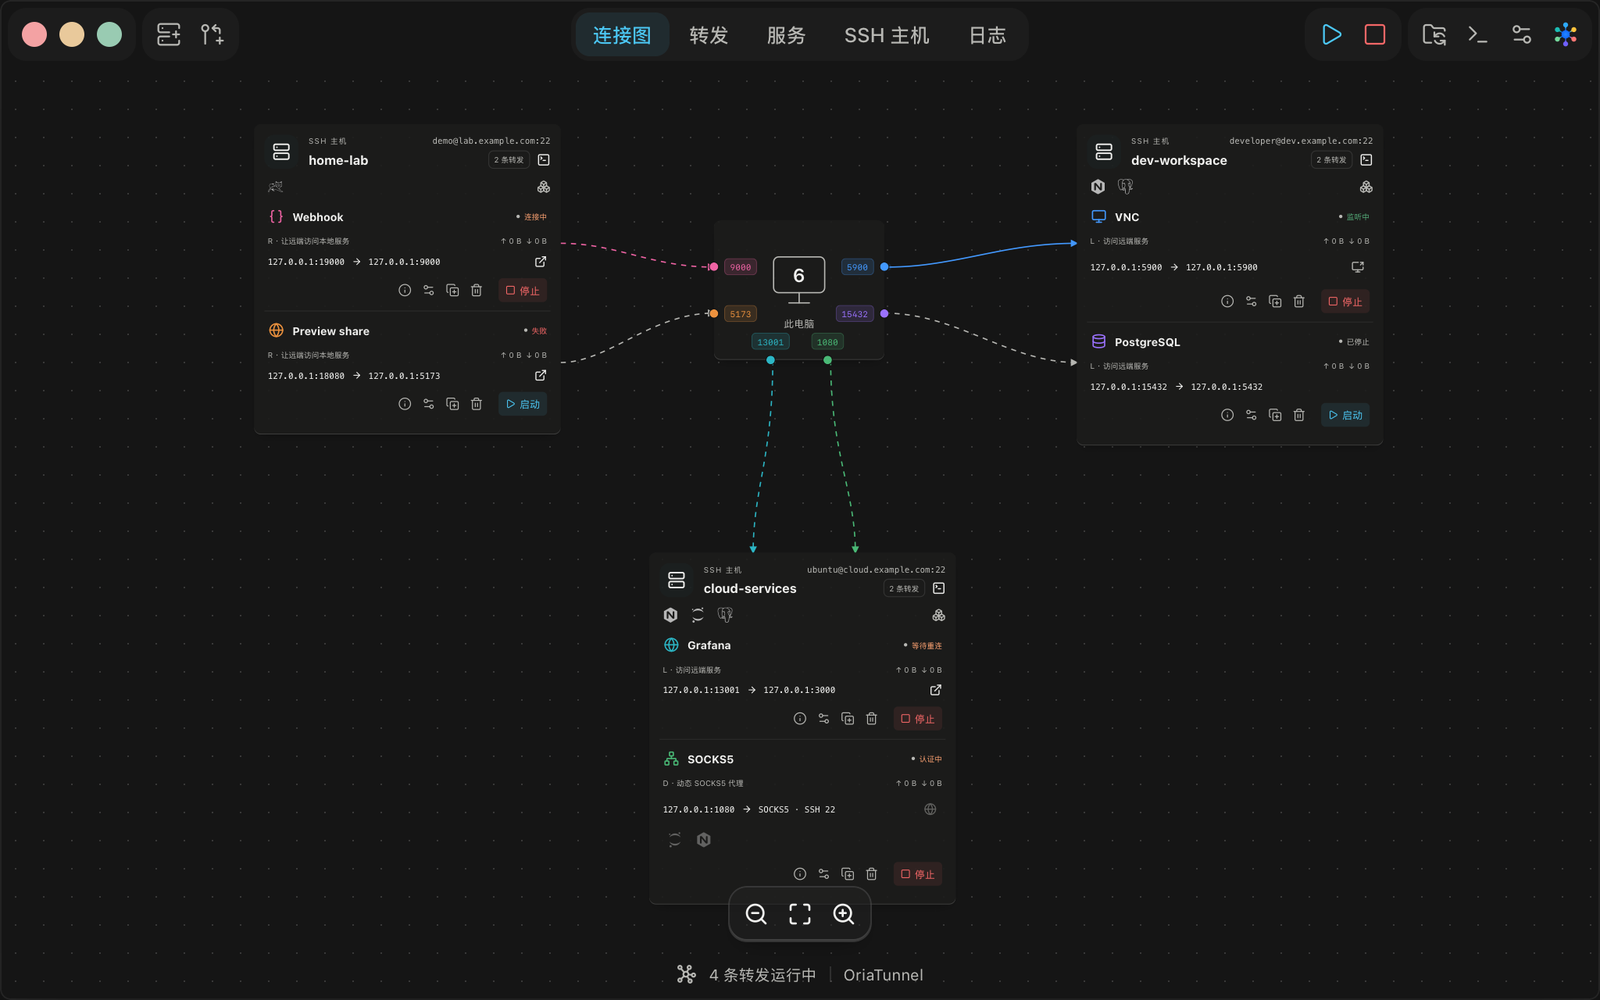 连接图 转发 服务 SSH 主机 日志
SSH 主机 demo@lab.example.com:22
home-lab 2 条转发
Webhook 连接中
R · 让远端访问本地服务 ↑ 0 B ↓ 0 B
127.0.0.1:19000 → 127.0.0.1:9000
停止
Preview share 失败
R · 让远端访问本地服务 ↑ 0 B ↓ 0 B
127.0.0.1:18080 → 127.0.0.1:5173
启动
9000 6 5900
5173 此电脑 15432
13001 1080
SSH 主机 developer@dev.example.com:22
dev-workspace 2 条转发
VNC 监听中
L · 访问远端服务 ↑ 0 B ↓ 0 B
127.0.0.1:5900 → 127.0.0.1:5900
停止
PostgreSQL 已停止
L · 访问远端服务 ↑ 0 B ↓ 0 B
127.0.0.1:15432 → 127.0.0.1:5432
启动
SSH 主机 ubuntu@cloud.example.com:22
cloud-services 2 条转发
Grafana 等待重连
L · 访问远端服务 ↑ 0 B ↓ 0 B
127.0.0.1:13001 → 127.0.0.1:3000
停止
SOCKS5 认证中
D · 动态 SOCKS5 代理 ↑ 0 B ↓ 0 B
127.0.0.1:1080 → SOCKS5 · SSH 22
停止
4 条转发运行中 OriaTunnel